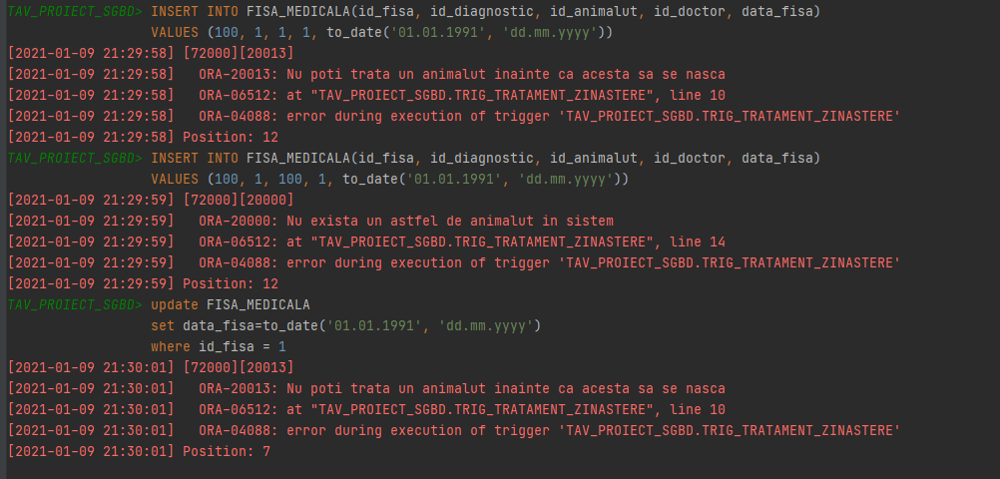 TAV_PROIECT_SGBD> INSERT INTO FISA_MEDICALA(id_fisa, id_diagnostic, id_animalut, id_doctor, data_fisa)
VALUES (100, 1, 1, 1, to_date('01.01.1991', 'dd.mm.yyyy'))
[2021-01-09 21:29:58] [72000][20013]
[2021-01-09 21:29:58] ORA-20013: Nu poti trata un animalut inainte ca acesta sa se nasca
[2021-01-09 21:29:58] ORA-06512: at "TAV_PROIECT_SGBD.TRIG_TRATAMENT_ZINASTERE", line 10
[2021-01-09 21:29:58] ORA-04088: error during execution of trigger 'TAV_PROIECT_SGBD.TRIG_TRATAMENT_ZINASTERE'
[2021-01-09 21:29:58] Position: 12
TAV_PROIECT_SGBD> INSERT INTO FISA_MEDICALA(id_fisa, id_diagnostic, id_animalut, id_doctor, data_fisa)
VALUES (100, 1, 100, 1, to_date('01.01.1991', 'dd.mm.yyyy'))
[2021-01-09 21:29:59] [72000][20000]
[2021-01-09 21:29:59] ORA-20000: Nu exista un astfel de animalut in sistem
[2021-01-09 21:29:59] ORA-06512: at "TAV_PROIECT_SGBD.TRIG_TRATAMENT_ZINASTERE", line 14
[2021-01-09 21:29:59] ORA-04088: error during execution of trigger 'TAV_PROIECT_SGBD.TRIG_TRATAMENT_ZINASTERE'
[2021-01-09 21:29:59] Position: 12
TAV_PROIECT_SGBD> update FISA_MEDICALA
set data_fisa=to_date('01.01.1991', 'dd.mm.yyyy')
where id_fisa = 1
[2021-01-09 21:30:01] [72000][20013]
[2021-01-09 21:30:01] ORA-20013: Nu poti trata un animalut inainte ca acesta sa se nasca
[2021-01-09 21:30:01] ORA-06512: at "TAV_PROIECT_SGBD.TRIG_TRATAMENT_ZINASTERE", line 10
[2021-01-09 21:30:01] ORA-04088: error during execution of trigger 'TAV_PROIECT_SGBD.TRIG_TRATAMENT_ZINASTERE'
[2021-01-09 21:30:01] Position: 7